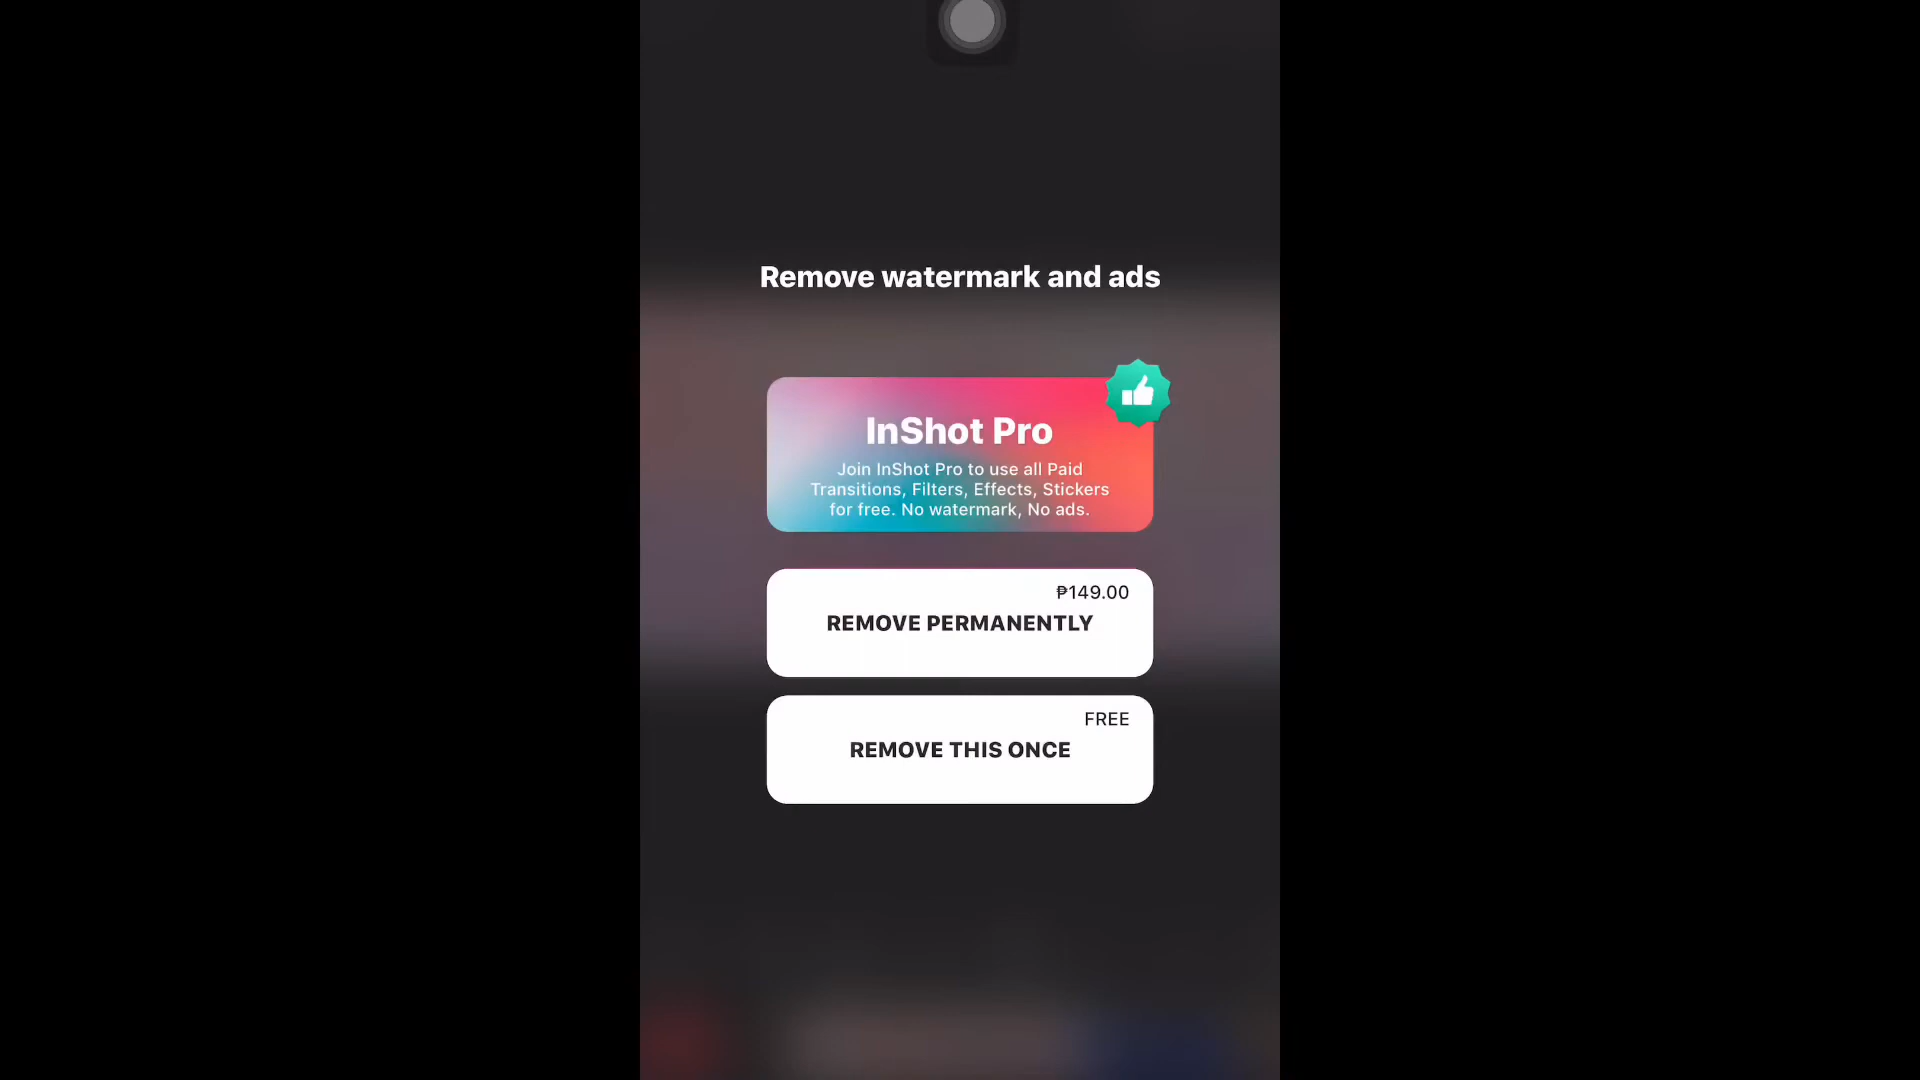 Remove watermark and ads
InShot Pro
Join InShot Pro to use all Paid
Transitions, Filters, Effects, Stickers
for free. No watermark, No ads.
₱149.00
REMOVE PERMANENTLY
FREE
REMOVE THIS ONCE